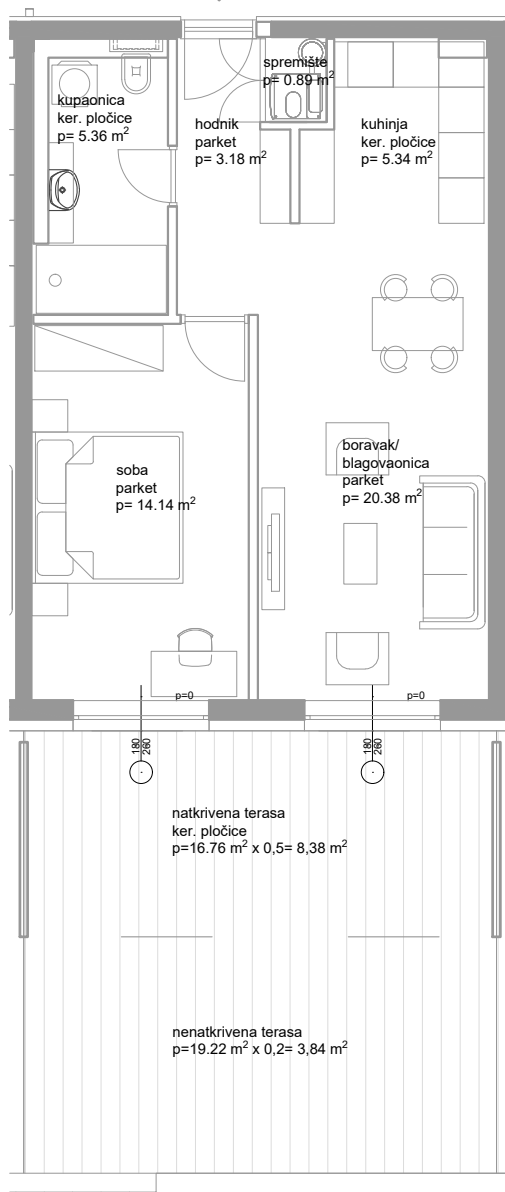 spremište
p= 0.89 m²
kupaonica
ker. pločice
p= 5.36 m²
hodnik
parket
p= 3.18 m²
kuhinja
ker. pločice
p= 5.34 m²
boravak/
blagovaonica
parket
p= 20.38 m²
soba
parket
p= 14.14 m²
p=0
p=0
180
260
180
260
natkrivena terasa
ker. pločice
p=16.76 m² x 0,5= 8,38 m²
nenatkrivena terasa
p=19.22 m² x 0,2= 3,84 m²